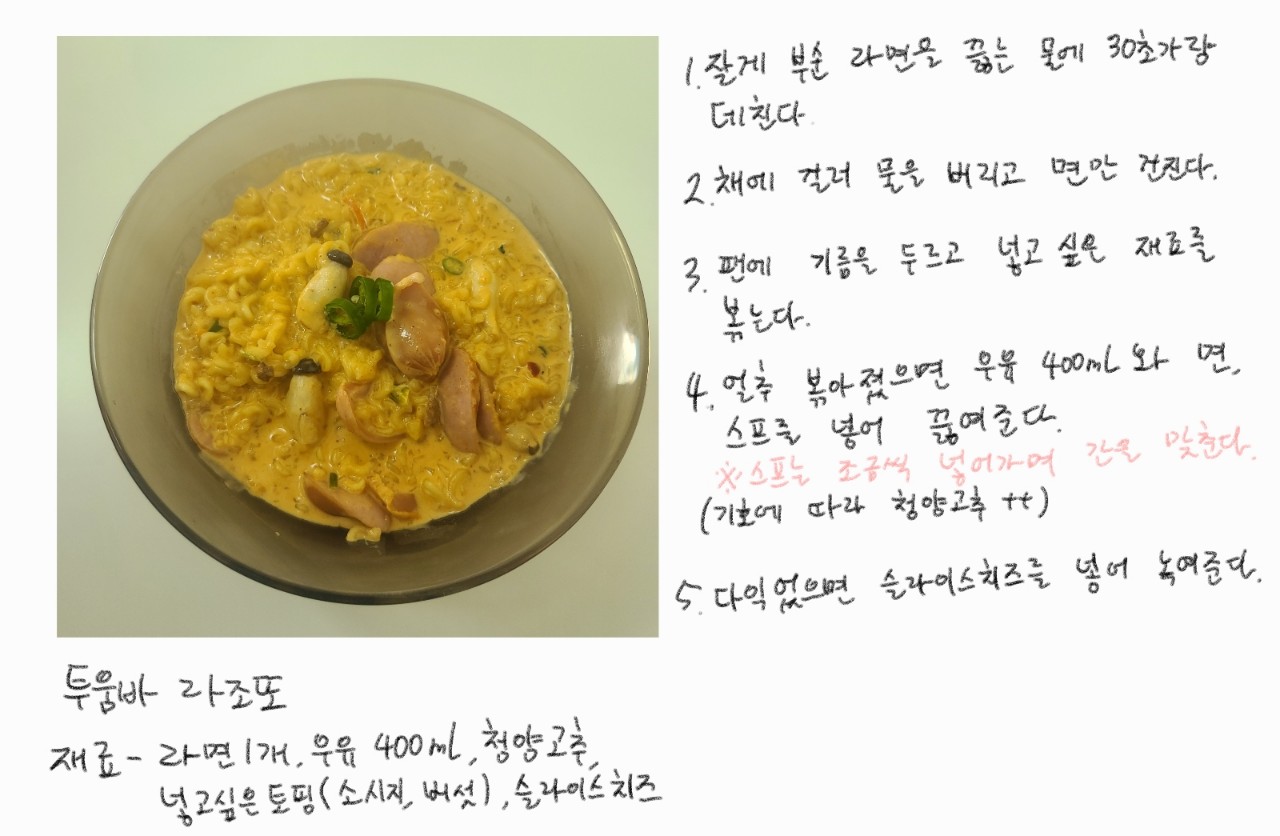 1. 잘게 부순 라면을 끓는 물에 30초가량
데친다.
2. 채에 걸러 물을 버리고 면만 건진다.
3. 팬에 기름을 두르고 넣고싶은 재료를
볶는다.
4. 얼추 볶아졌으면 우유 400ml와 면,
스프를 넣어 끓여준다.
※스프는 조금씩 넣어가며 간을 맞춘다.
(기호에 따라 청양고추 ++)
5. 다익었으면 슬라이스치즈를 넣어 녹여준다.
투움바 라조또
재료 - 라면1개, 우유 400ml, 청양고추,
넣고싶은토핑(소시지, 버섯), 슬라이스치즈